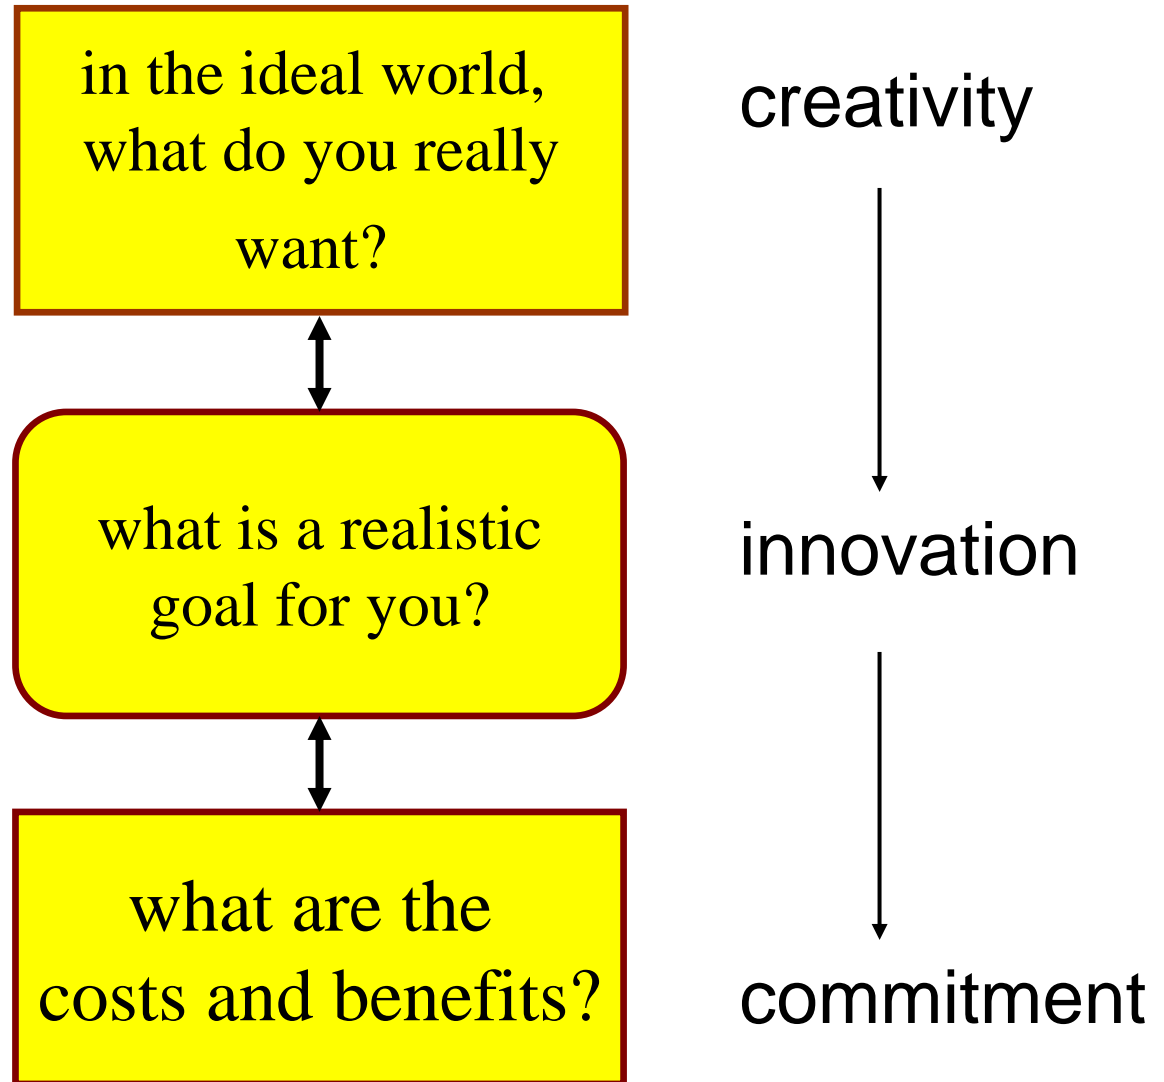 in the ideal world,
what do you really
want?
creativity
what is a realistic
goal for you?
innovation
what are the
costs and benefits?
commitment